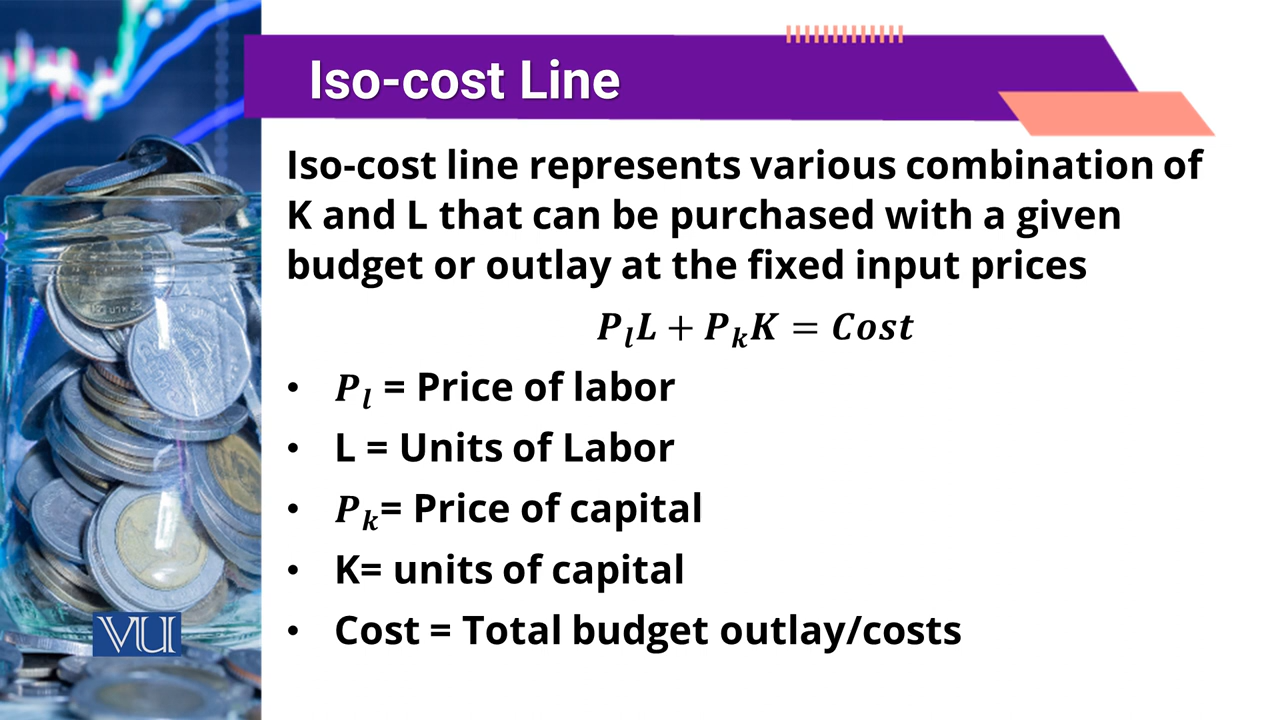 Iso-cost Line
Iso-cost line represents various combination of
K and L that can be purchased with a given
budget or outlay at the fixed input prices
PₗL + PₖK = Cost
• Pₗ = Price of labor
• L = Units of Labor
• Pₖ= Price of capital
• K= units of capital
• Cost = Total budget outlay/costs
VU